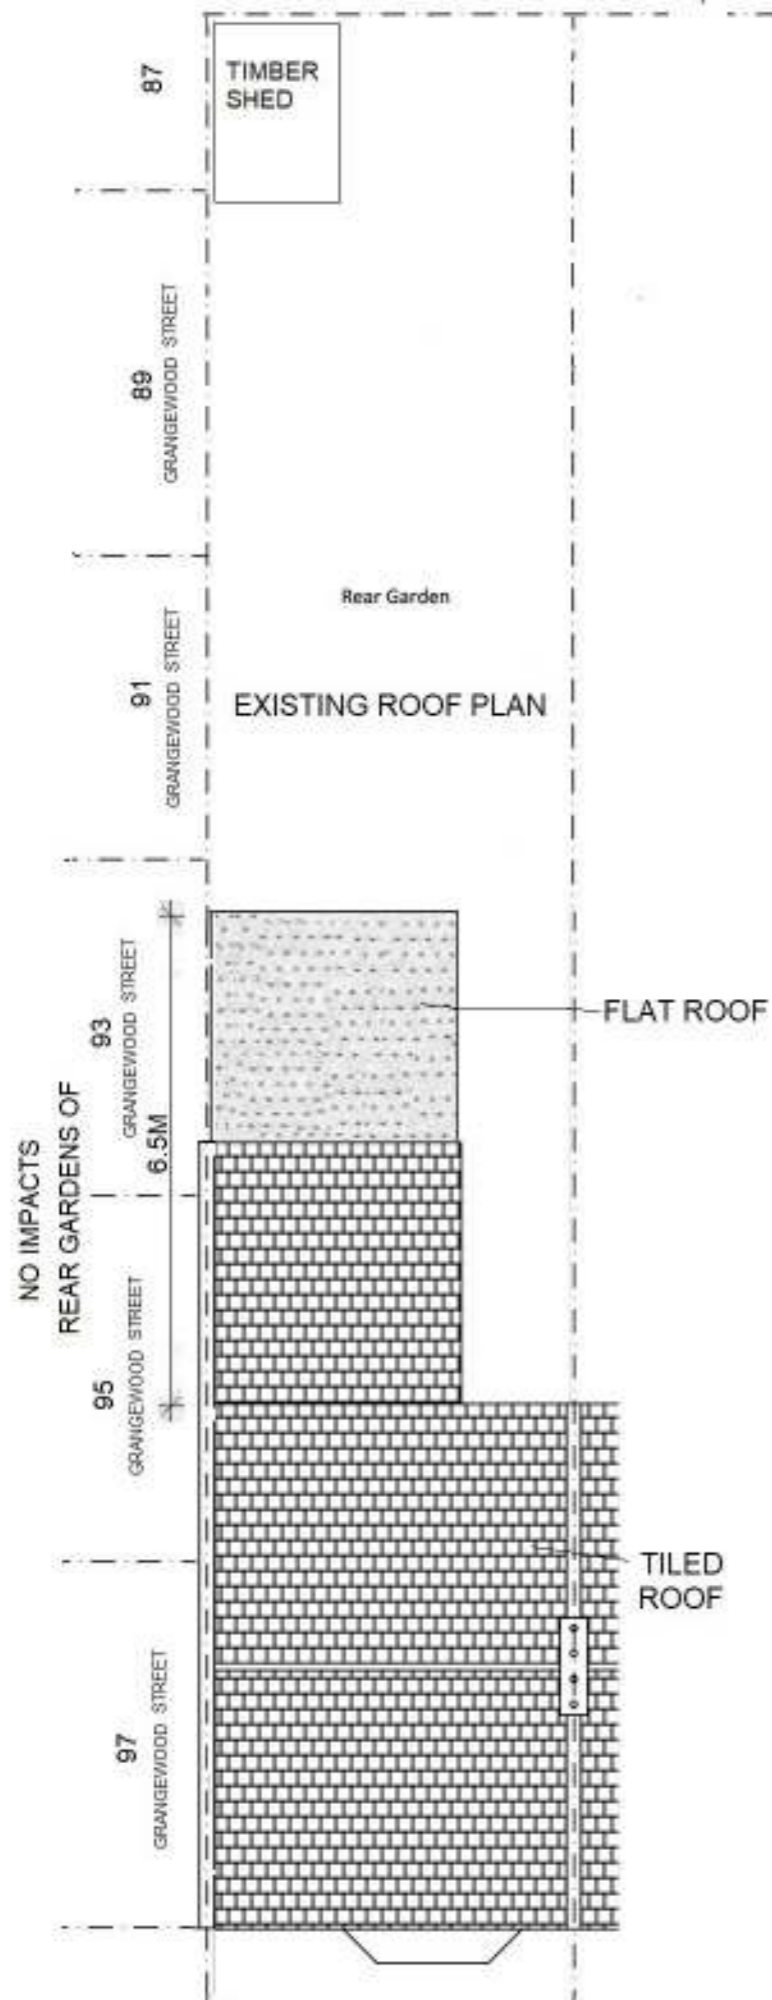 87
TIMBER
SHED
89
GRANGEWOOD STREET
Rear Garden
91
GRANGEWOOD STREET
EXISTING ROOF PLAN
93
GRANGEWOOD STREET
FLAT ROOF
6.5M
NO IMPACTS
REAR GARDENS OF
95
GRANGEWOOD STREET
TILED
ROOF
97
GRANGEWOOD STREET